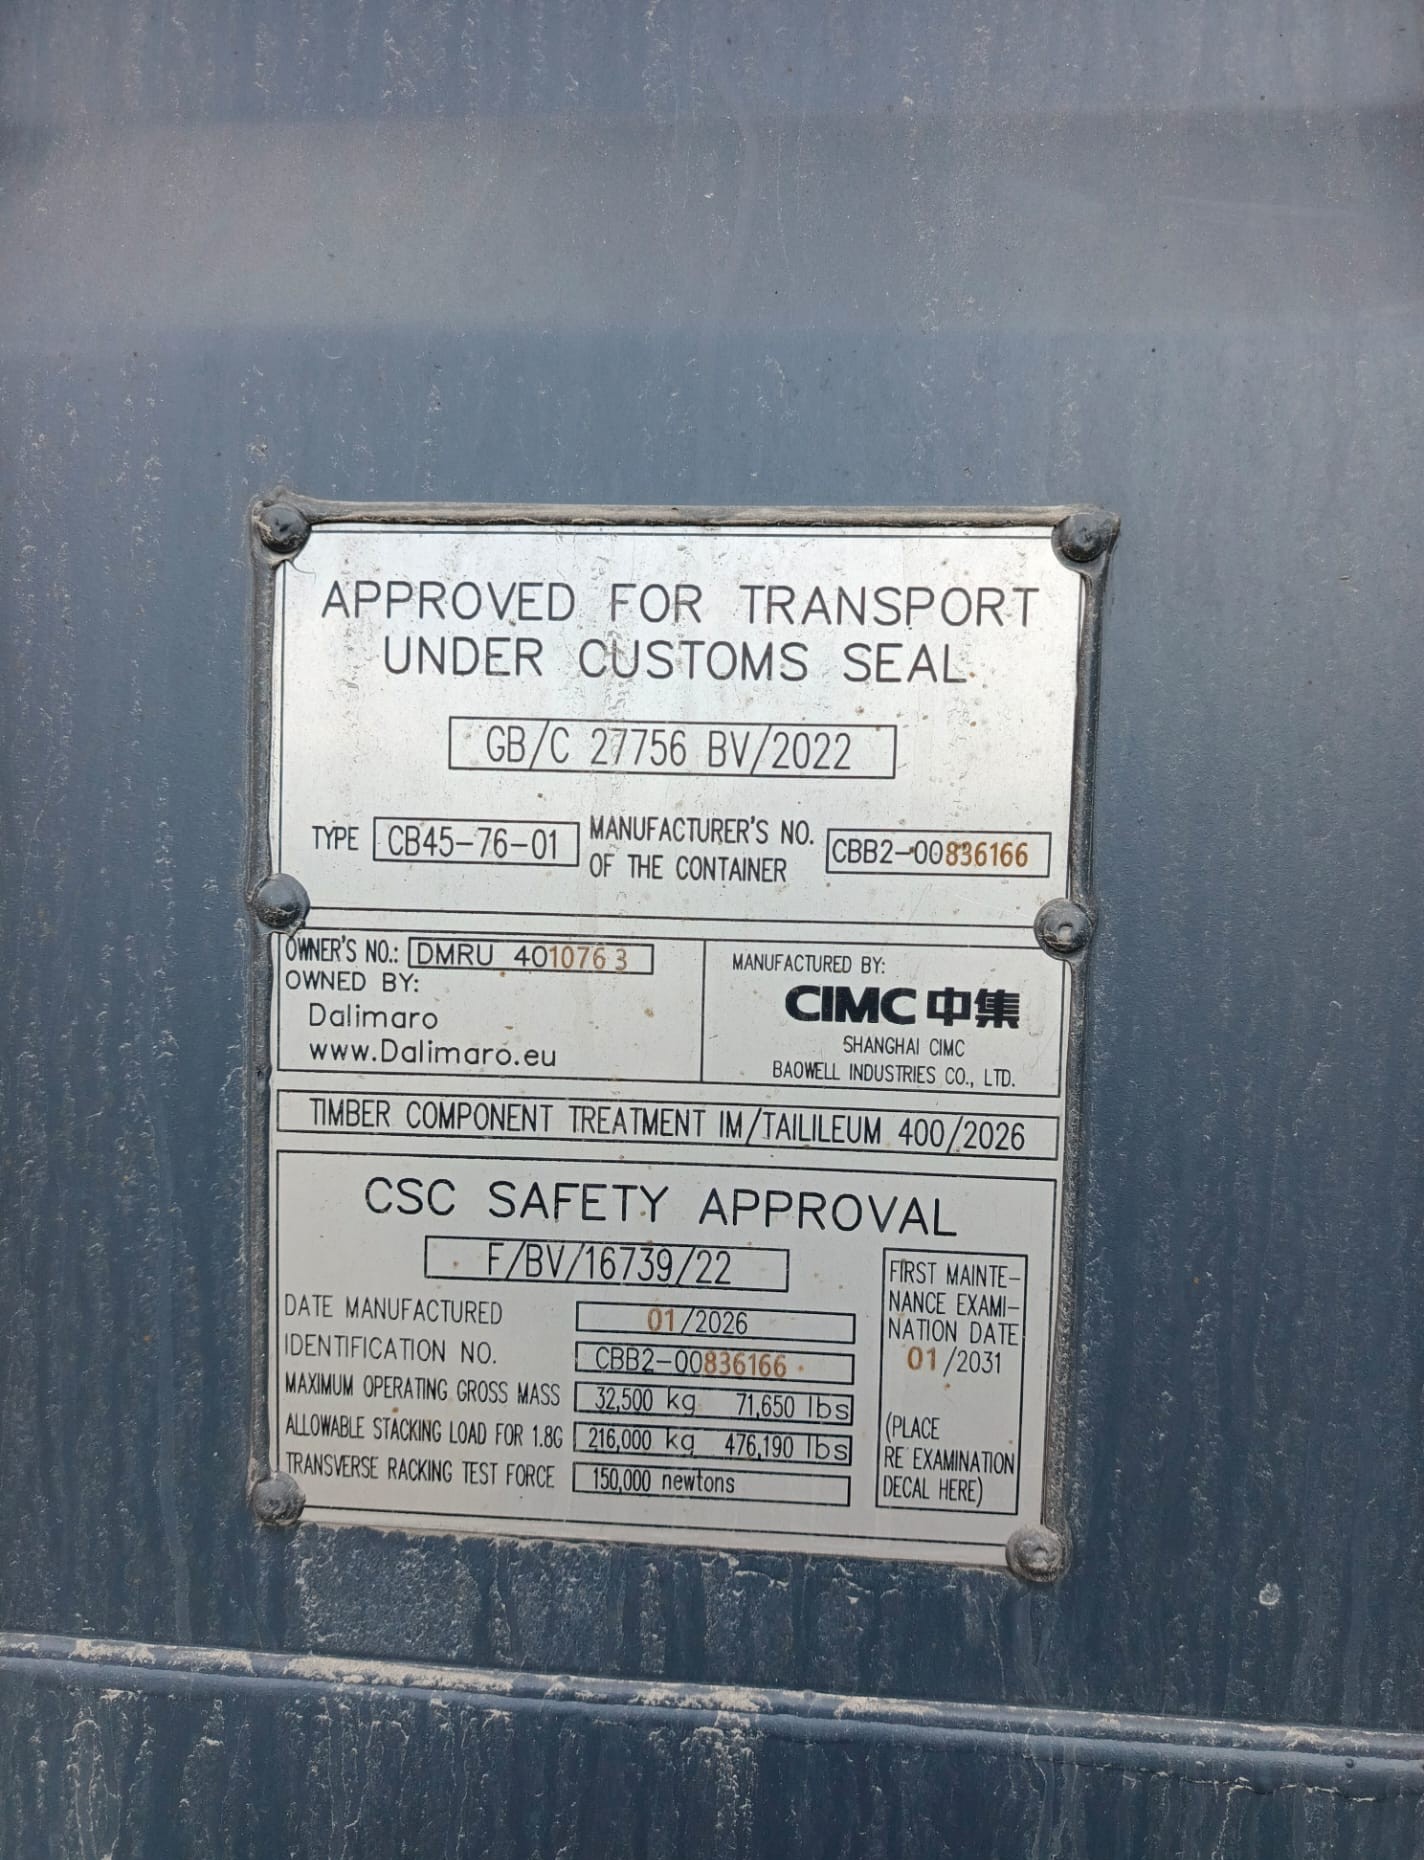 APPROVED FOR TRANSPORT
UNDER CUSTOMS SEAL
GB/C 27756 BV/2022
TYPE CB45-76-01 MANUFACTURER'S NO. OF THE CONTAINER CBB2-00836166
OWNER'S NO.: DMRU 4010763
OWNED BY:
Dalimaro
www.Dalimaro.eu
MANUFACTURED BY:
CIMC 中集
SHANGHAI CIMC
BAOWELL INDUSTRIES CO., LTD.
TIMBER COMPONENT TREATMENT IM/TAILILEUM 400/2026
CSC SAFETY APPROVAL
F/BV/16739/22
DATE MANUFACTURED 01/2026
IDENTIFICATION NO. CBB2-00836166
MAXIMUM OPERATING GROSS MASS 32,500 kg 71,650 lbs
ALLOWABLE STACKING LOAD FOR 1.8G 216,000 kg 476,190 lbs
TRANSVERSE RACKING TEST FORCE 150,000 newtons
FIRST MAINTE-
NANCE EXAMI-
NATION DATE
01/2031
(PLACE
RE EXAMINATION
DECAL HERE)